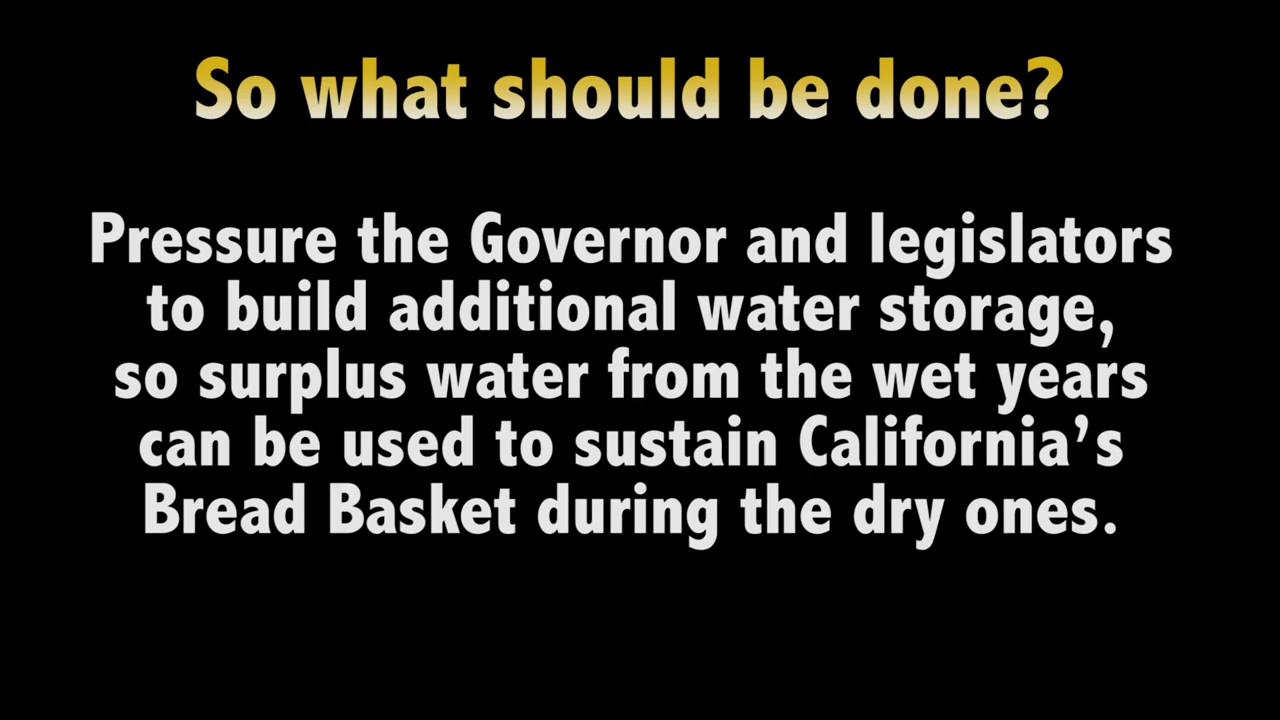 So what should be done?
Pressure the Governor and legislators
to build additional water storage,
so surplus water from the wet years
can be used to sustain California’s
Bread Basket during the dry ones.